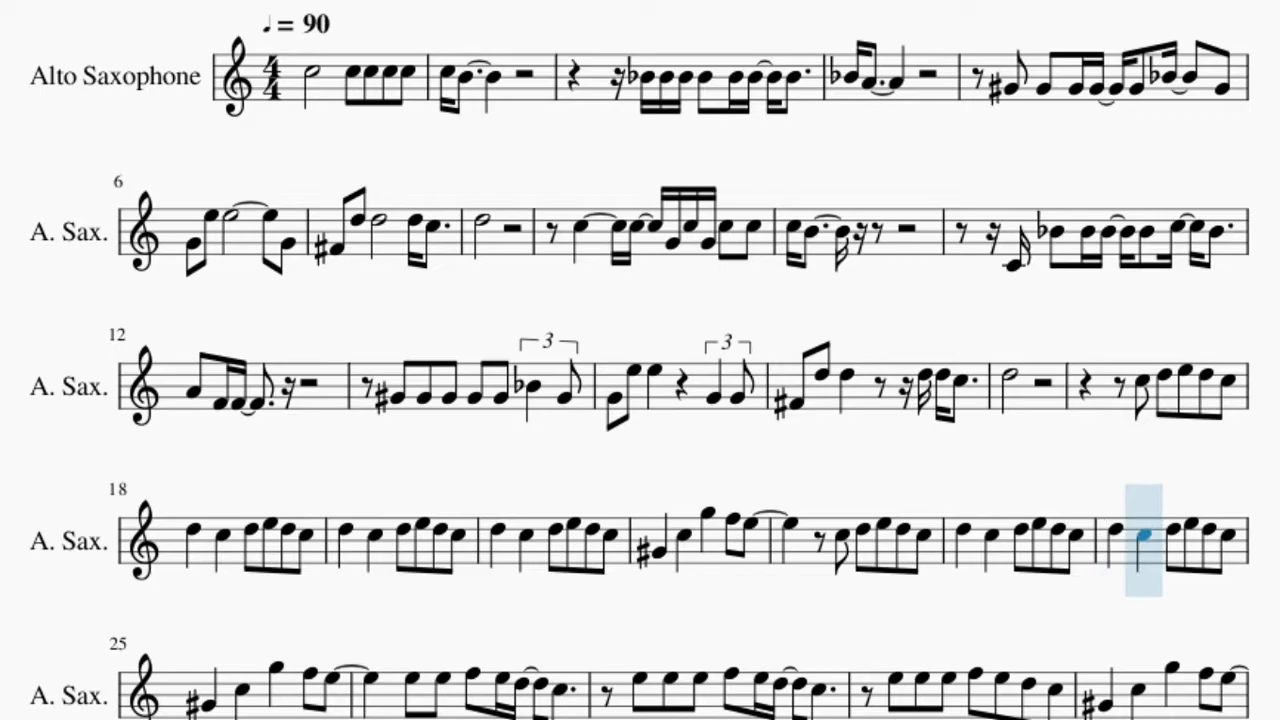 ♩ = 90
Alto Saxophone
4
4
6
A. Sax.
12
3
3
A. Sax.
18
A. Sax.
25
A. Sax.